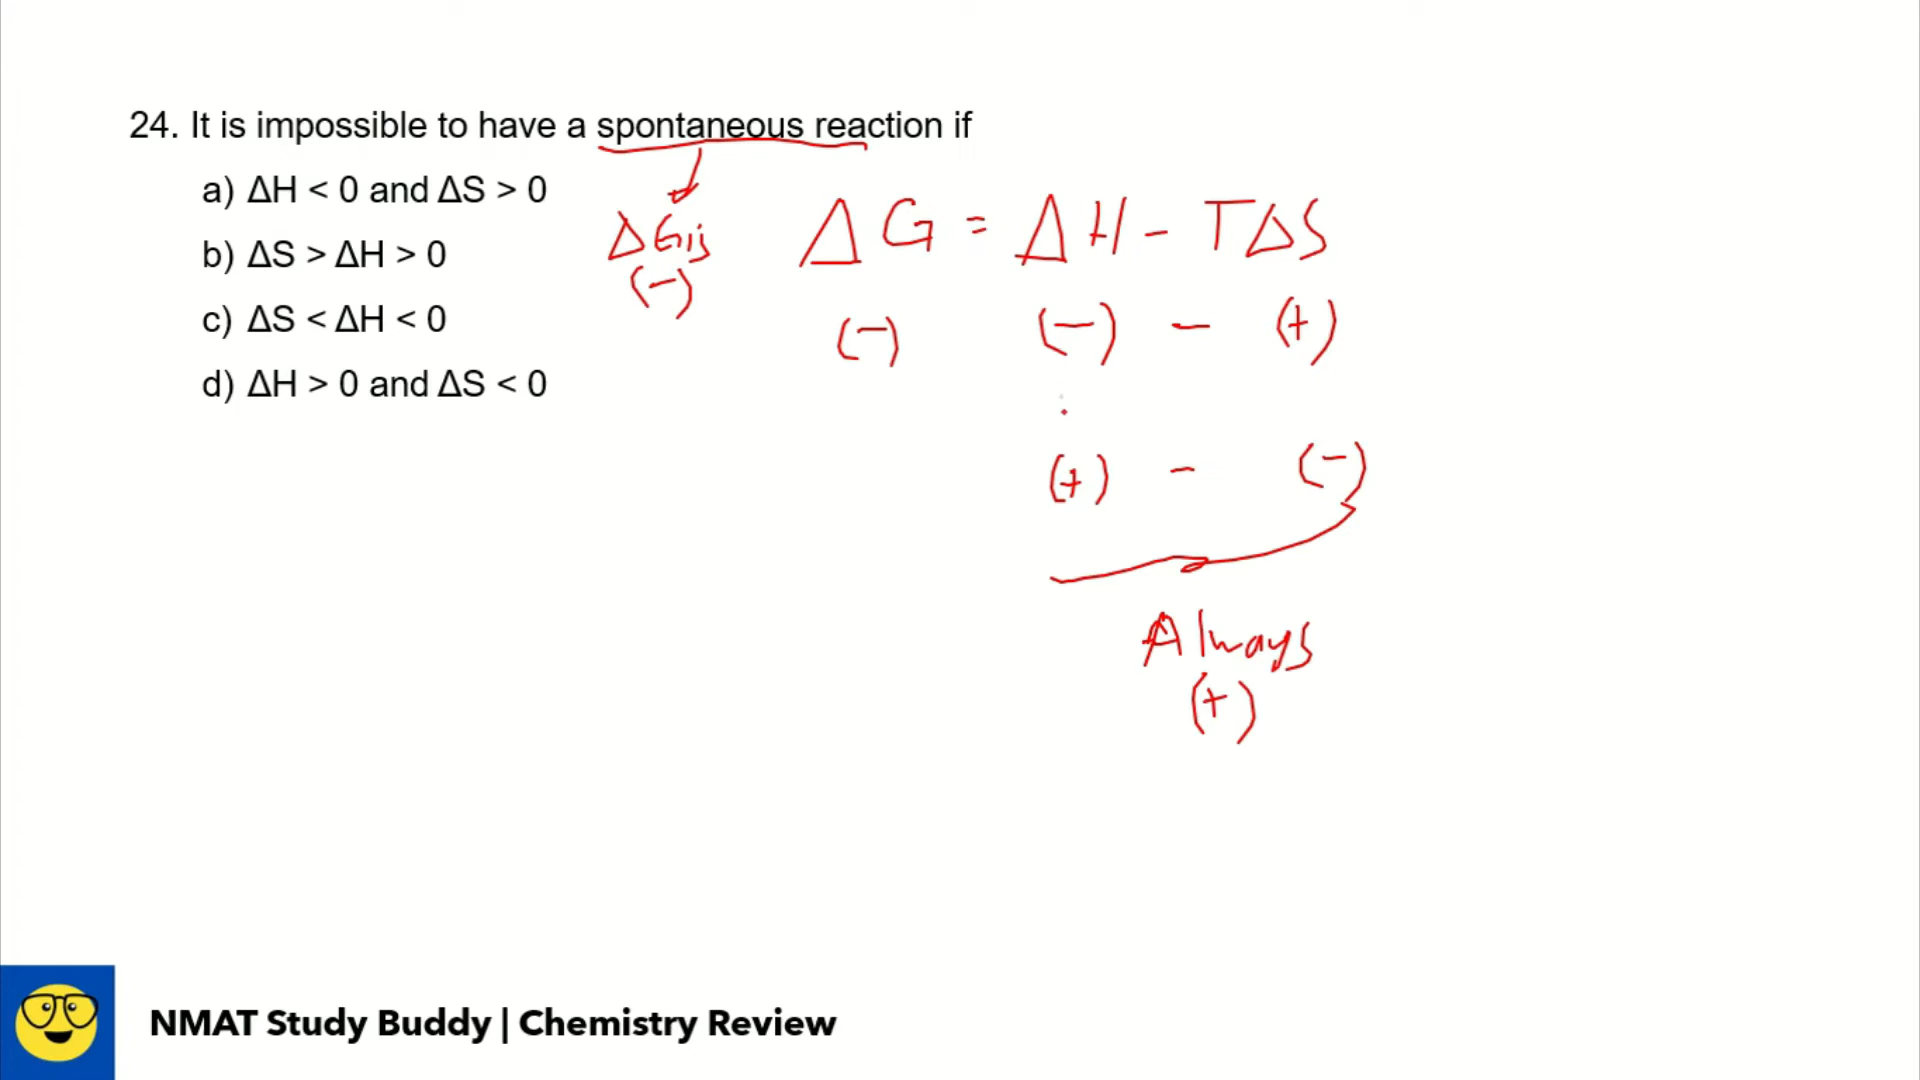 24. It is impossible to have a spontaneous reaction if
a) ΔH < 0 and ΔS > 0
b) ΔS > ΔH > 0
c) ΔS < ΔH < 0
d) ΔH > 0 and ΔS < 0
ΔG is
(-)
ΔG = ΔH - TΔS
(-) (-) - (+)
(+) - (-)
Always
(+)
NMAT Study Buddy | Chemistry Review